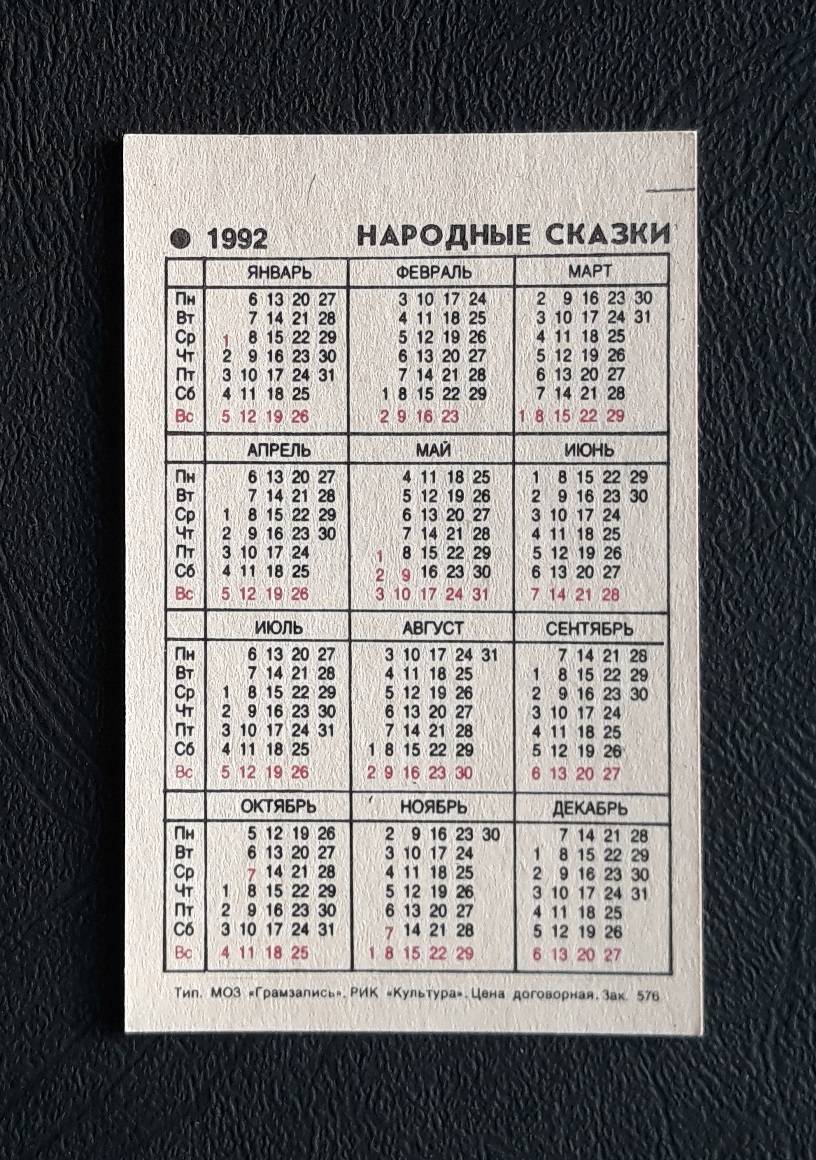 1992 НАРОДНЫЕ СКАЗКИ
ЯНВАРЬ ФЕВРАЛЬ МАРТ
Пн 6 13 20 27 3 10 17 24 2 9 16 23 30
Вт 7 14 21 28 4 11 18 25 3 10 17 24 31
Ср 1 8 15 22 29 5 12 19 26 4 11 18 25
Чт 2 9 16 23 30 6 13 20 27 5 12 19 26
Пт 3 10 17 24 31 7 14 21 28 6 13 20 27
Сб 4 11 18 25 1 8 15 22 29 7 14 21 28
Вс 5 12 19 26 2 9 16 23 1 8 15 22 29
АПРЕЛЬ МАЙ ИЮНЬ
Пн 6 13 20 27 4 11 18 25 1 8 15 22 29
Вт 7 14 21 28 5 12 19 26 2 9 16 23 30
Ср 1 8 15 22 29 6 13 20 27 3 10 17 24
Чт 2 9 16 23 30 7 14 21 28 4 11 18 25
Пт 3 10 17 24 1 8 15 22 29 5 12 19 26
Сб 4 11 18 25 2 9 16 23 30 6 13 20 27
Вс 5 12 19 26 3 10 17 24 31 7 14 21 28
ИЮЛЬ АВГУСТ СЕНТЯБРЬ
Пн 6 13 20 27 3 10 17 24 31 7 14 21 28
Вт 7 14 21 28 4 11 18 25 1 8 15 22 29
Ср 1 8 15 22 29 5 12 19 26 2 9 16 23 30
Чт 2 9 16 23 30 6 13 20 27 3 10 17 24
Пт 3 10 17 24 31 7 14 21 28 4 11 18 25
Сб 4 11 18 25 1 8 15 22 29 5 12 19 26
Вс 5 12 19 26 2 9 16 23 30 6 13 20 27
ОКТЯБРЬ НОЯБРЬ ДЕКАБРЬ
Пн 5 12 19 26 2 9 16 23 30 7 14 21 28
Вт 6 13 20 27 3 10 17 24 1 8 15 22 29
Ср 7 14 21 28 4 11 18 25 2 9 16 23 30
Чт 1 8 15 22 29 5 12 19 26 3 10 17 24 31
Пт 2 9 16 23 30 6 13 20 27 4 11 18 25
Сб 3 10 17 24 31 7 14 21 28 5 12 19 26
Вс 4 11 18 25 1 8 15 22 29 6 13 20 27
Тип. МОЗ «Грамзапись». РИК «Культура». Цена договорная. Зак. 576